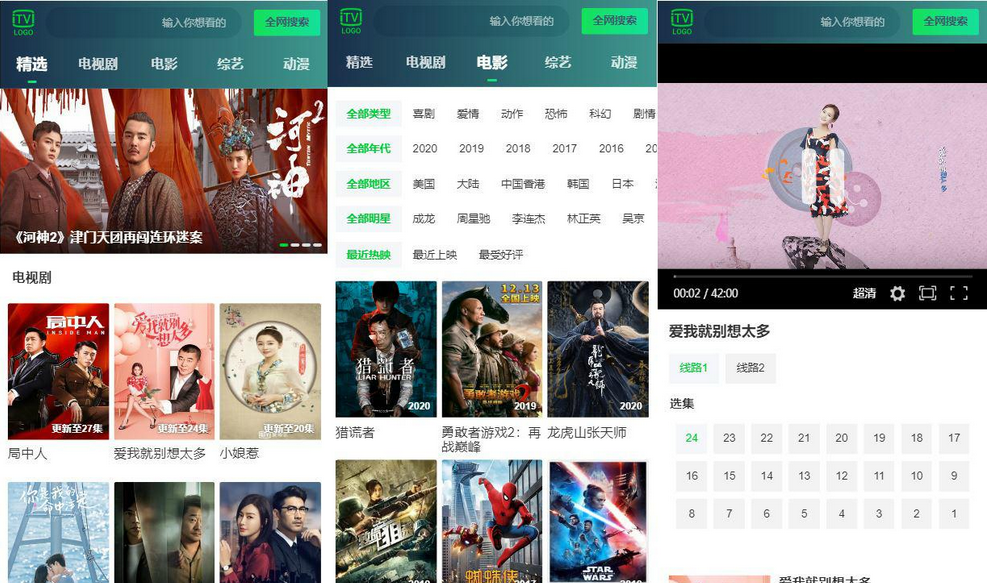 iTV
LOGO
输入你想看的
全网搜索
精选
电视剧
电影
综艺
动漫
河神2
《河神2》津门天团再闯连环迷案
电视剧
局中人
INSIDE MAN
更新至27集
爱我就别想太多
更新至24集
更新至20集
局中人
爱我就别想太多
小娘惹
iTV
LOGO
输入你想看的
全网搜索
精选
电视剧
电影
综艺
动漫
全部类型
喜剧
爱情
动作
恐怖
科幻
剧情
全部年代
2020
2019
2018
2017
2016
20
全部地区
美国
大陆
中国香港
韩国
日本
全部明星
成龙
周星驰
李连杰
林正英
吴京
最近热映
最近上映
最受好评
猎谎者
LIAR HUNTER
2020
12.13
全国上映
勇敢者游戏2
2019
2020
猎谎者
勇敢者游戏2：再
战巅峰
龙虎山张天师
蜘蛛侠
STAR
WARS
iTV
LOGO
输入你想看的
全网搜索
00:02 / 42:00
超清
爱我就别想太多
线路1
线路2
选集
24
23
22
21
20
19
18
17
16
15
14
13
12
11
10
9
8
7
6
5
4
3
2
1
爱我就别想太多